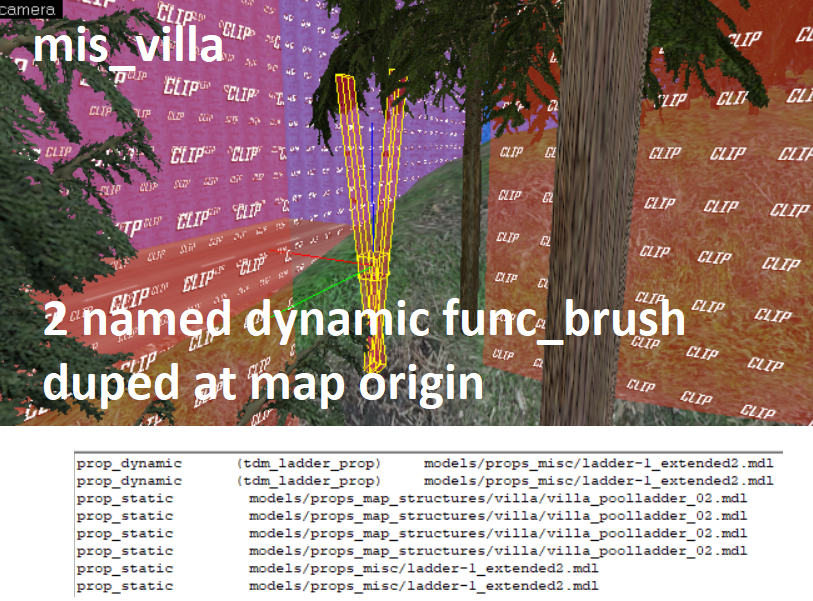 camera
mis_villa
2 named dynamic func_brush
duped at map origin
prop_dynamic (tdm_ladder_prop) models/props_misc/ladder-1_extended2.mdl
prop_dynamic (tdm_ladder_prop) models/props_misc/ladder-1_extended2.mdl
prop_static models/props_map_structures/villa/villa_poolladder_02.mdl
prop_static models/props_map_structures/villa/villa_poolladder_02.mdl
prop_static models/props_map_structures/villa/villa_poolladder_02.mdl
prop_static models/props_map_structures/villa/villa_poolladder_02.mdl
prop_static models/props_misc/ladder-1_extended2.mdl
prop_static models/props_misc/ladder-1_extended2.mdl